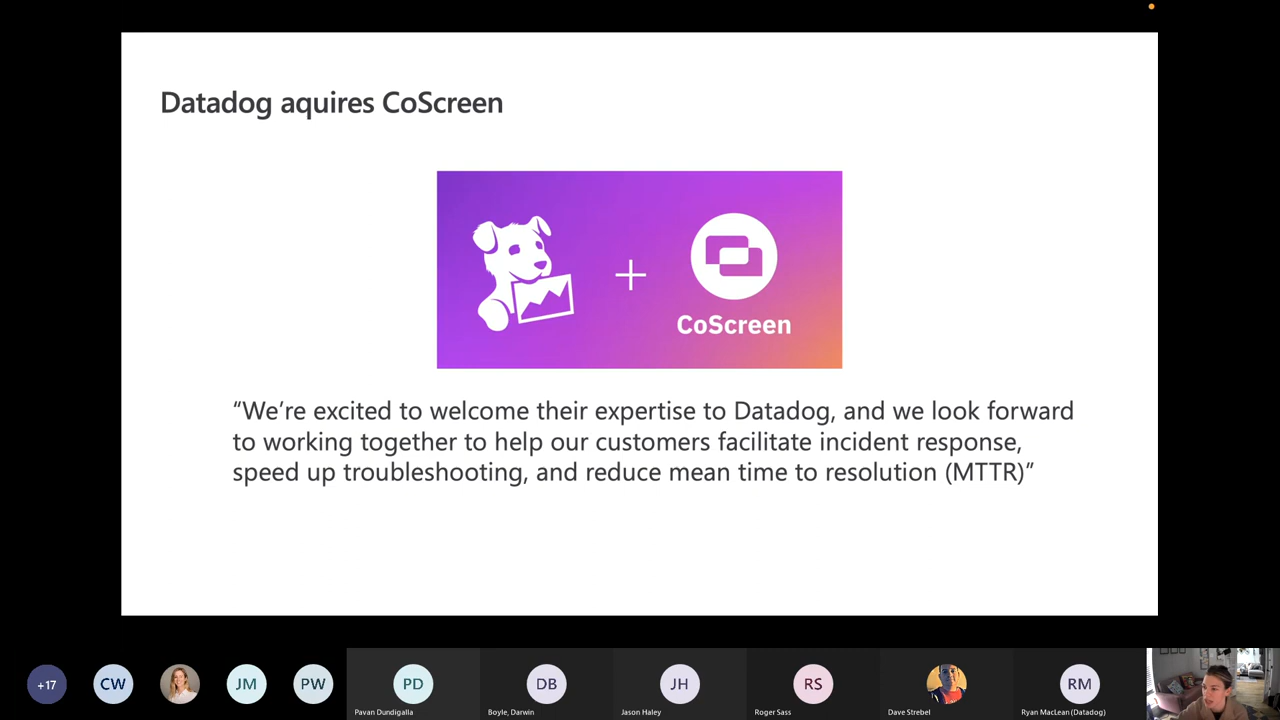 Datadog aquires CoScreen
CoScreen
“We’re excited to welcome their expertise to Datadog, and we look forward
to working together to help our customers facilitate incident response,
speed up troubleshooting, and reduce mean time to resolution (MTTR)”
+17
CW
JM
PW
PD
DB
JH
RS
RM
Pavan Dundigalla
Boyle, Darwin
Jason Haley
Roger Sass
Dave Strebel
Ryan MacLean (Datadog)